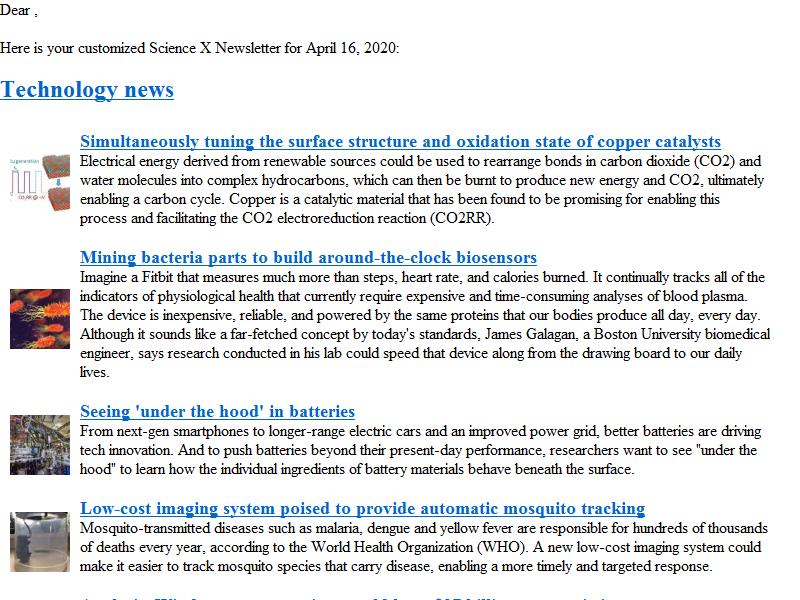 Dear ,
Here is your customized Science X Newsletter for April 16, 2020:
Technology news
Simultaneously tuning the surface structure and oxidation state of copper catalysts
Electrical energy derived from renewable sources could be used to rearrange bonds in carbon dioxide (CO2) and
water molecules into complex hydrocarbons, which can then be burnt to produce new energy and CO2, ultimately
enabling a carbon cycle. Copper is a catalytic material that has been found to be promising for enabling this
process and facilitating the CO2 electroreduction reaction (CO2RR).
Mining bacteria parts to build around-the-clock biosensors
Imagine a Fitbit that measures much more than steps, heart rate, and calories burned. It continually tracks all of the
indicators of physiological health that currently require expensive and time-consuming analyses of blood plasma.
The device is inexpensive, reliable, and powered by the same proteins that our bodies produce all day, every day.
Although it sounds like a far-fetched concept by today's standards, James Galagan, a Boston University biomedical
engineer, says research conducted in his lab could speed that device along from the drawing board to our daily
lives.
Seeing 'under the hood' in batteries
From next-gen smartphones to longer-range electric cars and an improved power grid, better batteries are driving
tech innovation. And to push batteries beyond their present-day performance, researchers want to see "under the
hood" to learn how the individual ingredients of battery materials behave beneath the surface.
Low-cost imaging system poised to provide automatic mosquito tracking
Mosquito-transmitted diseases such as malaria, dengue and yellow fever are responsible for hundreds of thousands
of deaths every year, according to the World Health Organization (WHO). A new low-cost imaging system could
make it easier to track mosquito species that carry disease, enabling a more timely and targeted response.